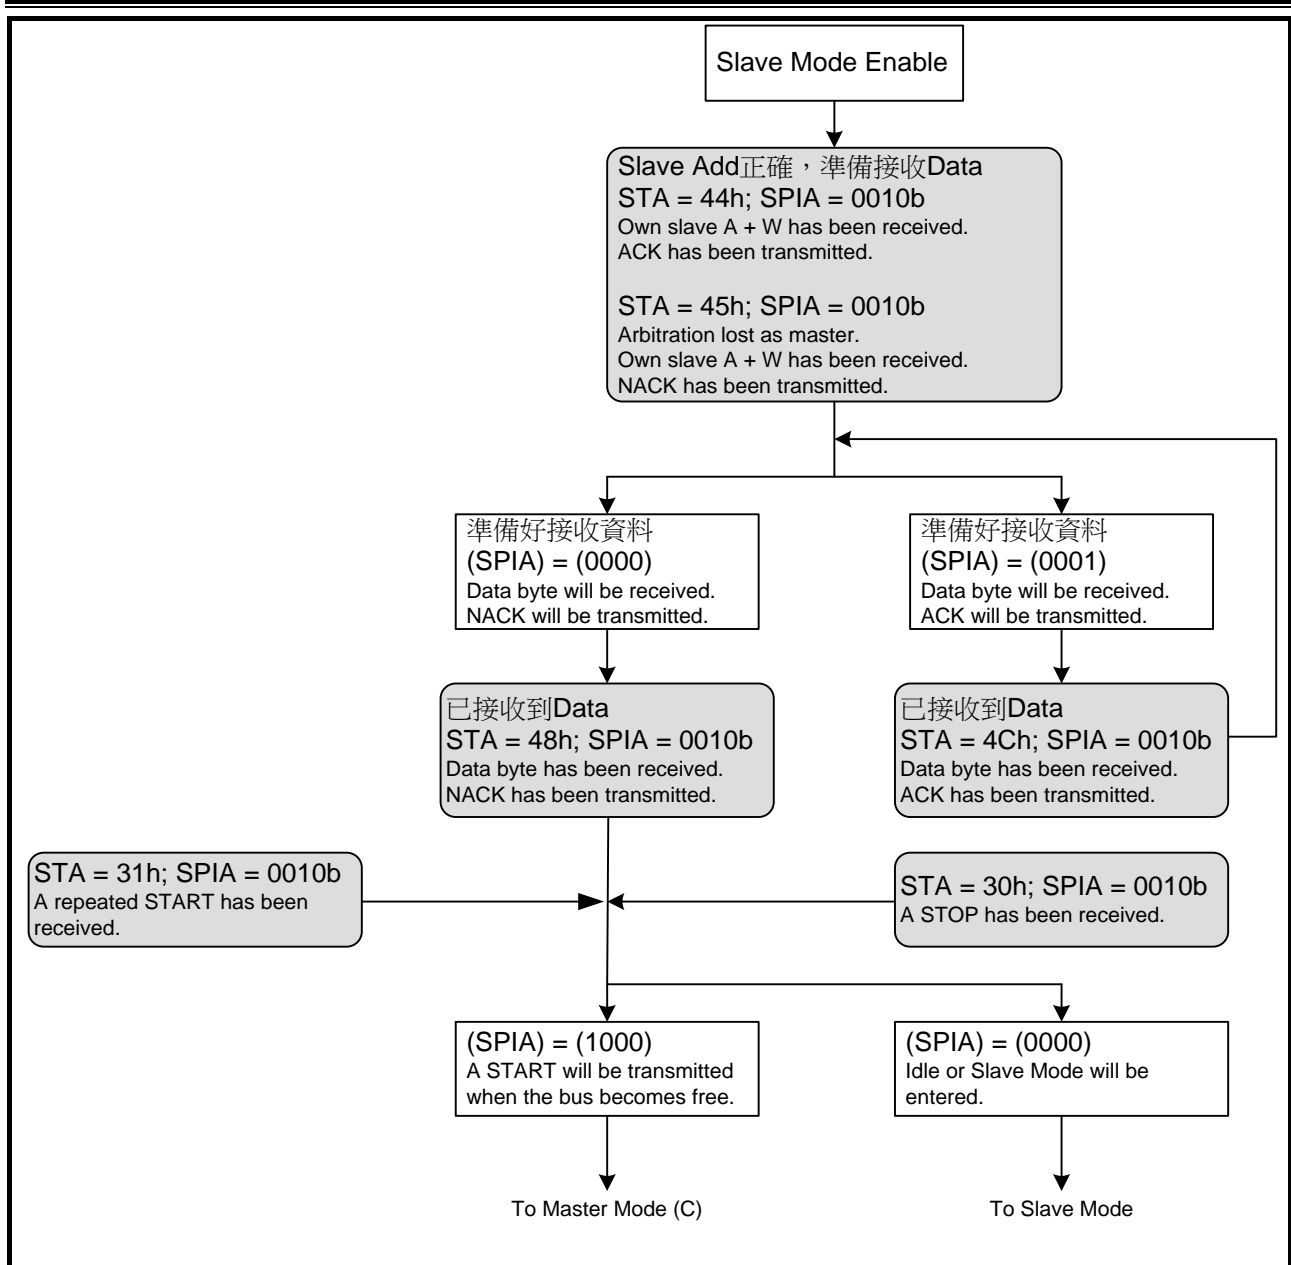 Slave Mode Enable
Slave Add正確，準備接收Data
STA = 44h; SPIA = 0010b
Own slave A + W has been received.
ACK has been transmitted.
STA = 45h; SPIA = 0010b
Arbitration lost as master.
Own slave A + W has been received.
NACK has been transmitted.
準備好接收資料
(SPIA) = (0000)
Data byte will be received.
NACK will be transmitted.
準備好接收資料
(SPIA) = (0001)
Data byte will be received.
ACK will be transmitted.
已接收到Data
STA = 48h; SPIA = 0010b
Data byte has been received.
NACK has been transmitted.
已接收到Data
STA = 4Ch; SPIA = 0010b
Data byte has been received.
ACK has been transmitted.
STA = 31h; SPIA = 0010b
A repeated START has been
received.
STA = 30h; SPIA = 0010b
A STOP has been received.
(SPIA) = (1000)
A START will be transmitted
when the bus becomes free.
(SPIA) = (0000)
Idle or Slave Mode will be
entered.
To Master Mode (C)
To Slave Mode